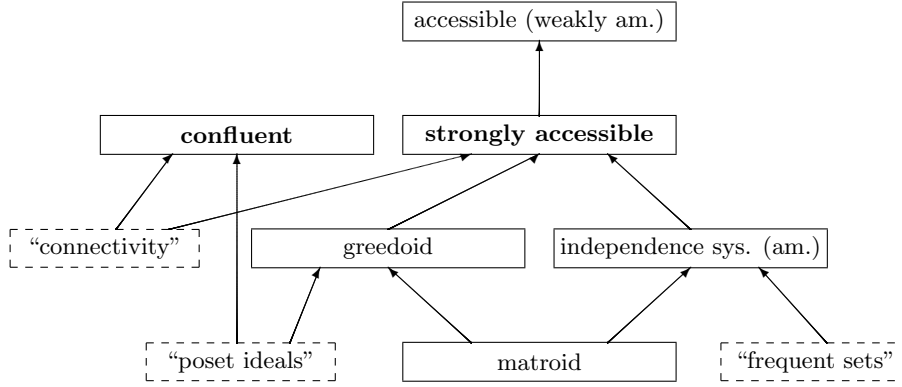 accessible (weakly am.)
confluent
strongly accessible
“connectivity”
greedoid
independence sys. (am.)
“poset ideals”
matroid
“frequent sets”